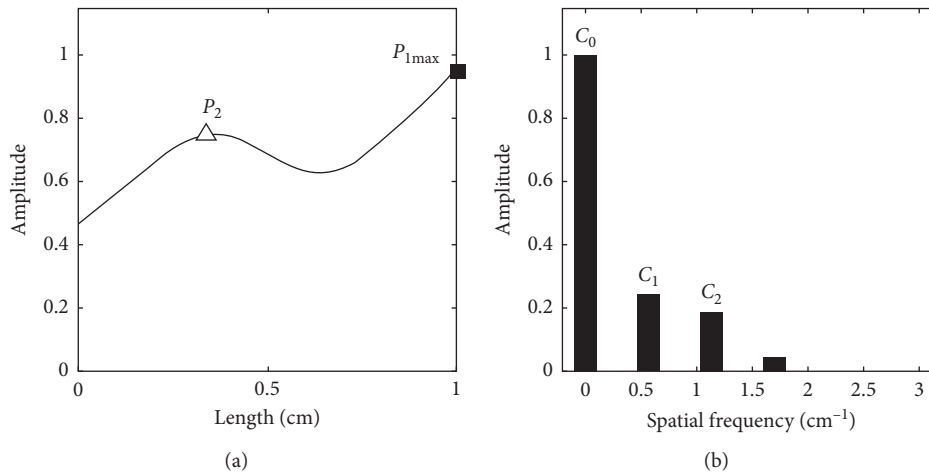 1
0.8
0.6
0.4
0.2
0
Amplitude
P2
P1max
0
0.5
1
Length (cm)
(a)
1
0.8
0.6
0.4
0.2
0
Amplitude
C0
C1
C2
0
0.5
1
1.5
2
2.5
3
Spatial frequency (cm⁻¹)
(b)